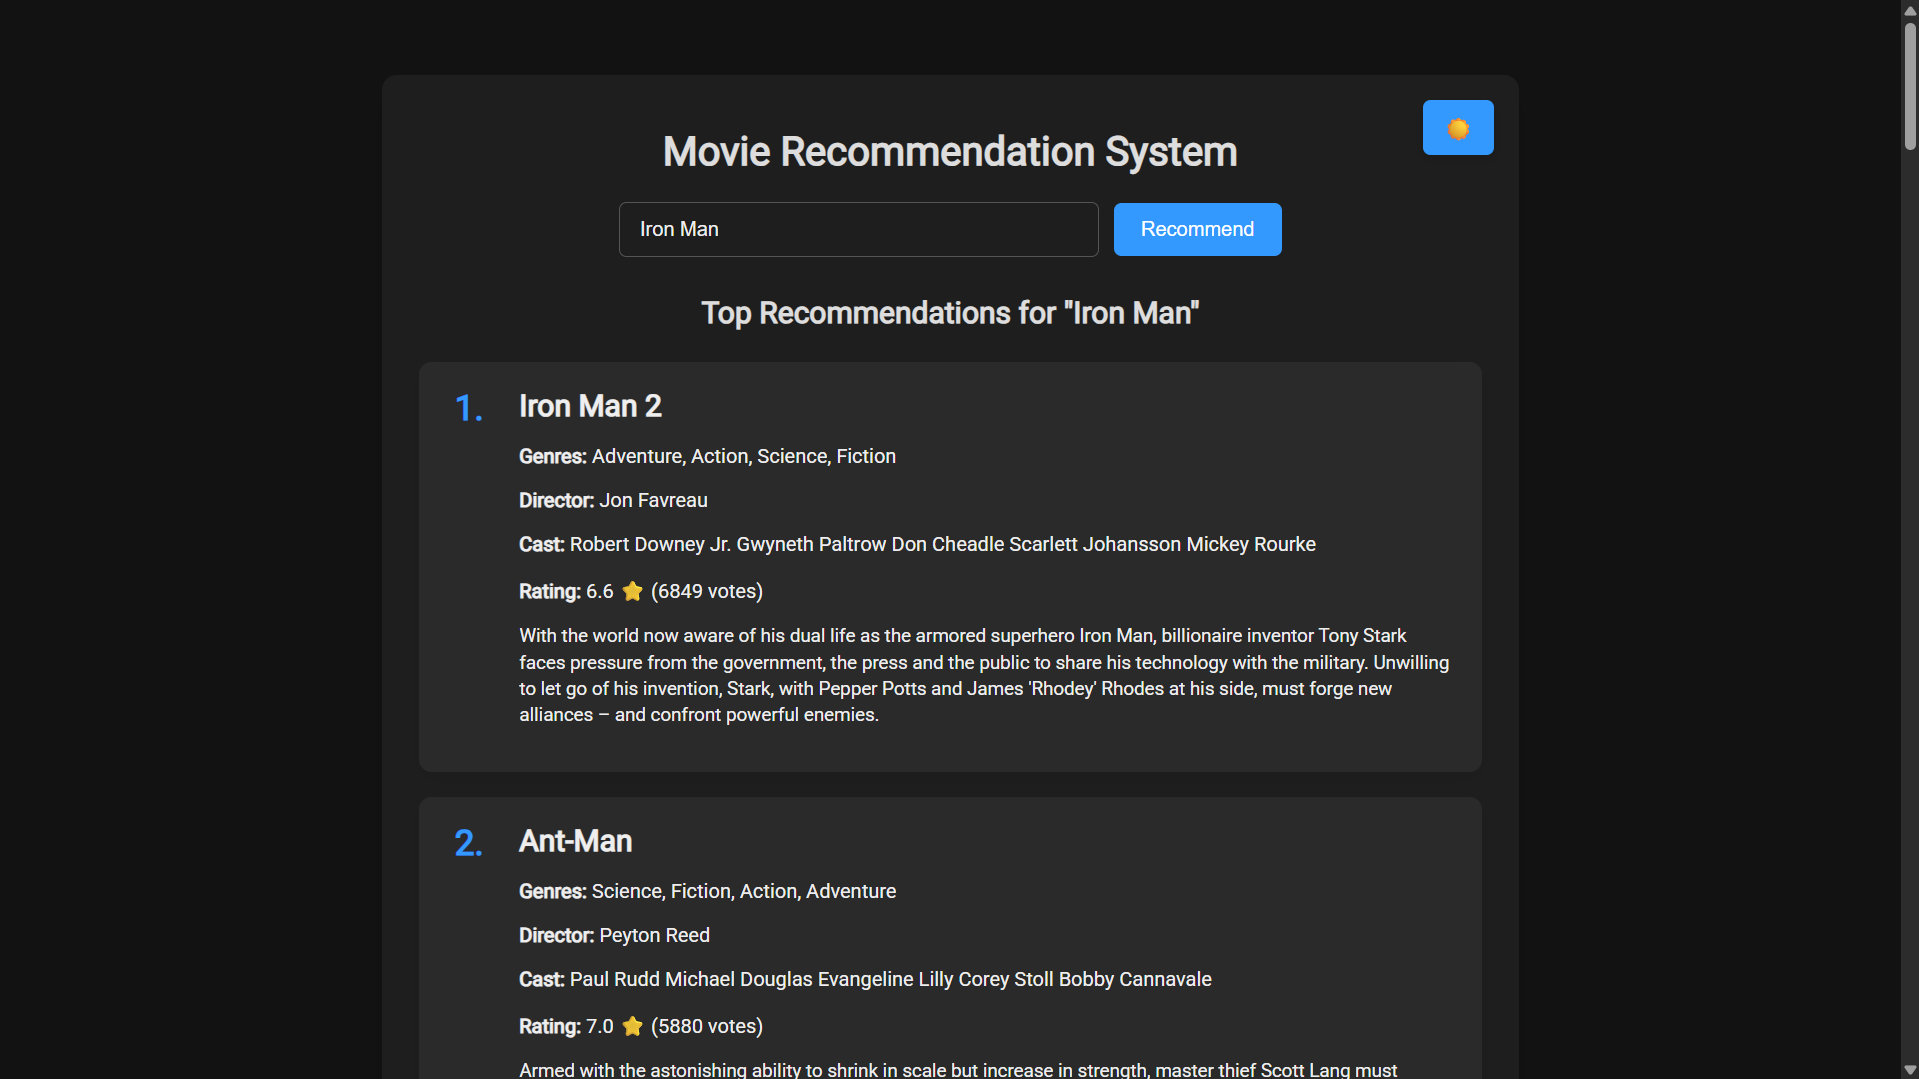 Movie Recommendation System
Iron Man
Recommend
Top Recommendations for "Iron Man"
1.
Iron Man 2
Genres: Adventure, Action, Science, Fiction
Director: Jon Favreau
Cast: Robert Downey Jr. Gwyneth Paltrow Don Cheadle Scarlett Johansson Mickey Rourke
Rating: 6.6 ⭐ (6849 votes)
With the world now aware of his dual life as the armored superhero Iron Man, billionaire inventor Tony Stark
faces pressure from the government, the press and the public to share his technology with the military. Unwilling
to let go of his invention, Stark, with Pepper Potts and James 'Rhodey' Rhodes at his side, must forge new
alliances – and confront powerful enemies.
2.
Ant-Man
Genres: Science, Fiction, Action, Adventure
Director: Peyton Reed
Cast: Paul Rudd Michael Douglas Evangeline Lilly Corey Stoll Bobby Cannavale
Rating: 7.0 ⭐ (5880 votes)
Armed with the astonishing ability to shrink in scale but increase in strength, master thief Scott Lang must